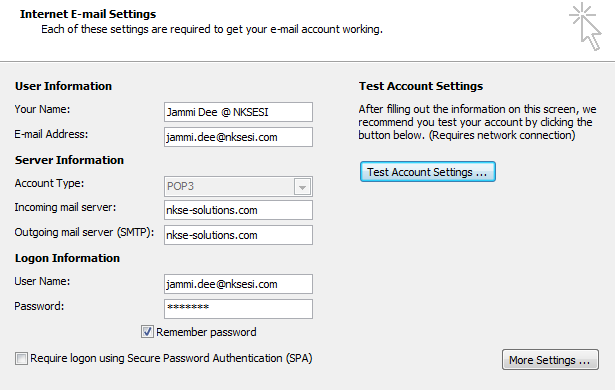 Internet E-mail Settings
Each of these settings are required to get your e-mail account working.
User Information
Your Name: Jammi Dee @ NKSESI
E-mail Address: jammi.dee@nksesi.com
Server Information
Account Type: POP3
Incoming mail server: nkse-solutions.com
Outgoing mail server (SMTP): nkse-solutions.com
Logon Information
User Name: jammi.dee@nksesi.com
Password: *******
Remember password
Require logon using Secure Password Authentication (SPA)
Test Account Settings
After filling out the information on this screen, we
recommend you test your account by clicking the
button below. (Requires network connection)
Test Account Settings ...
More Settings ...